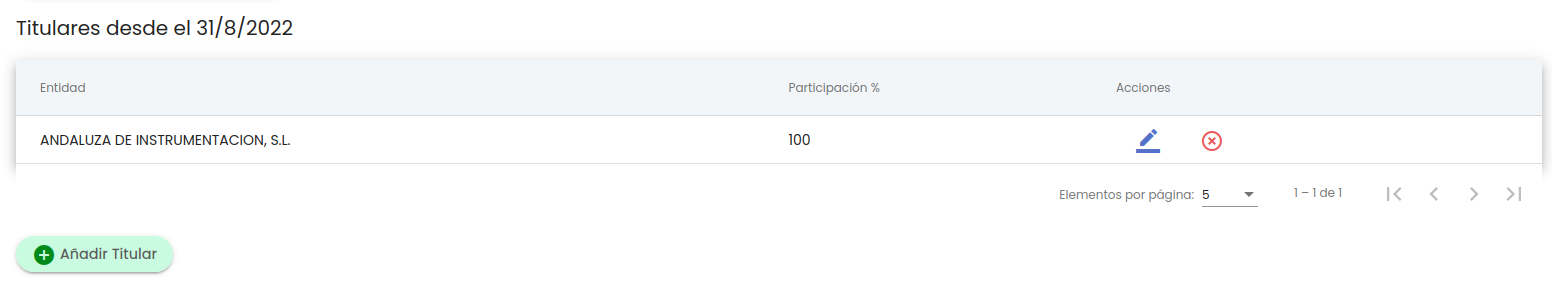 Titulares desde el 31/8/2022
Entidad Participación % Acciones
ANDALUZA DE INSTRUMENTACION, S.L. 100
Elementos por página: 5 1 – 1 de 1
Añadir Titular